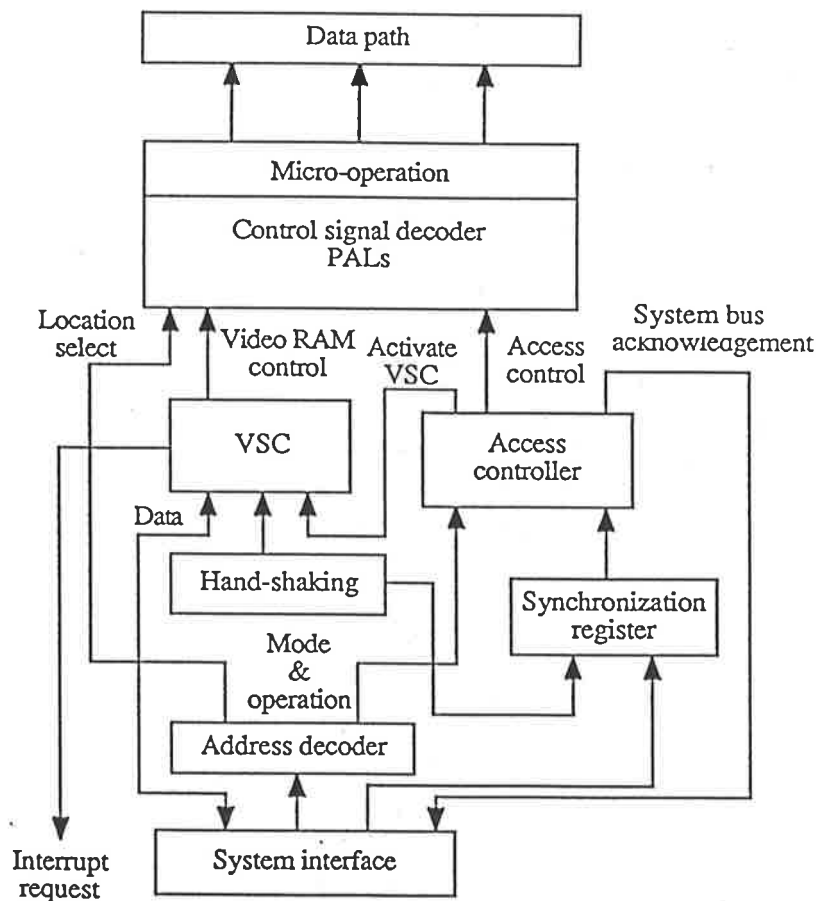 Data path
Micro-operation
Control signal decoder
PALs
Location
select
Video RAM
control
Activate
VSC
Access
control
System bus
acknowledgement
VSC
Access
controller
Data
Hand-shaking
Synchronization
register
Mode
&
operation
Address decoder
System interface
Interrupt
request